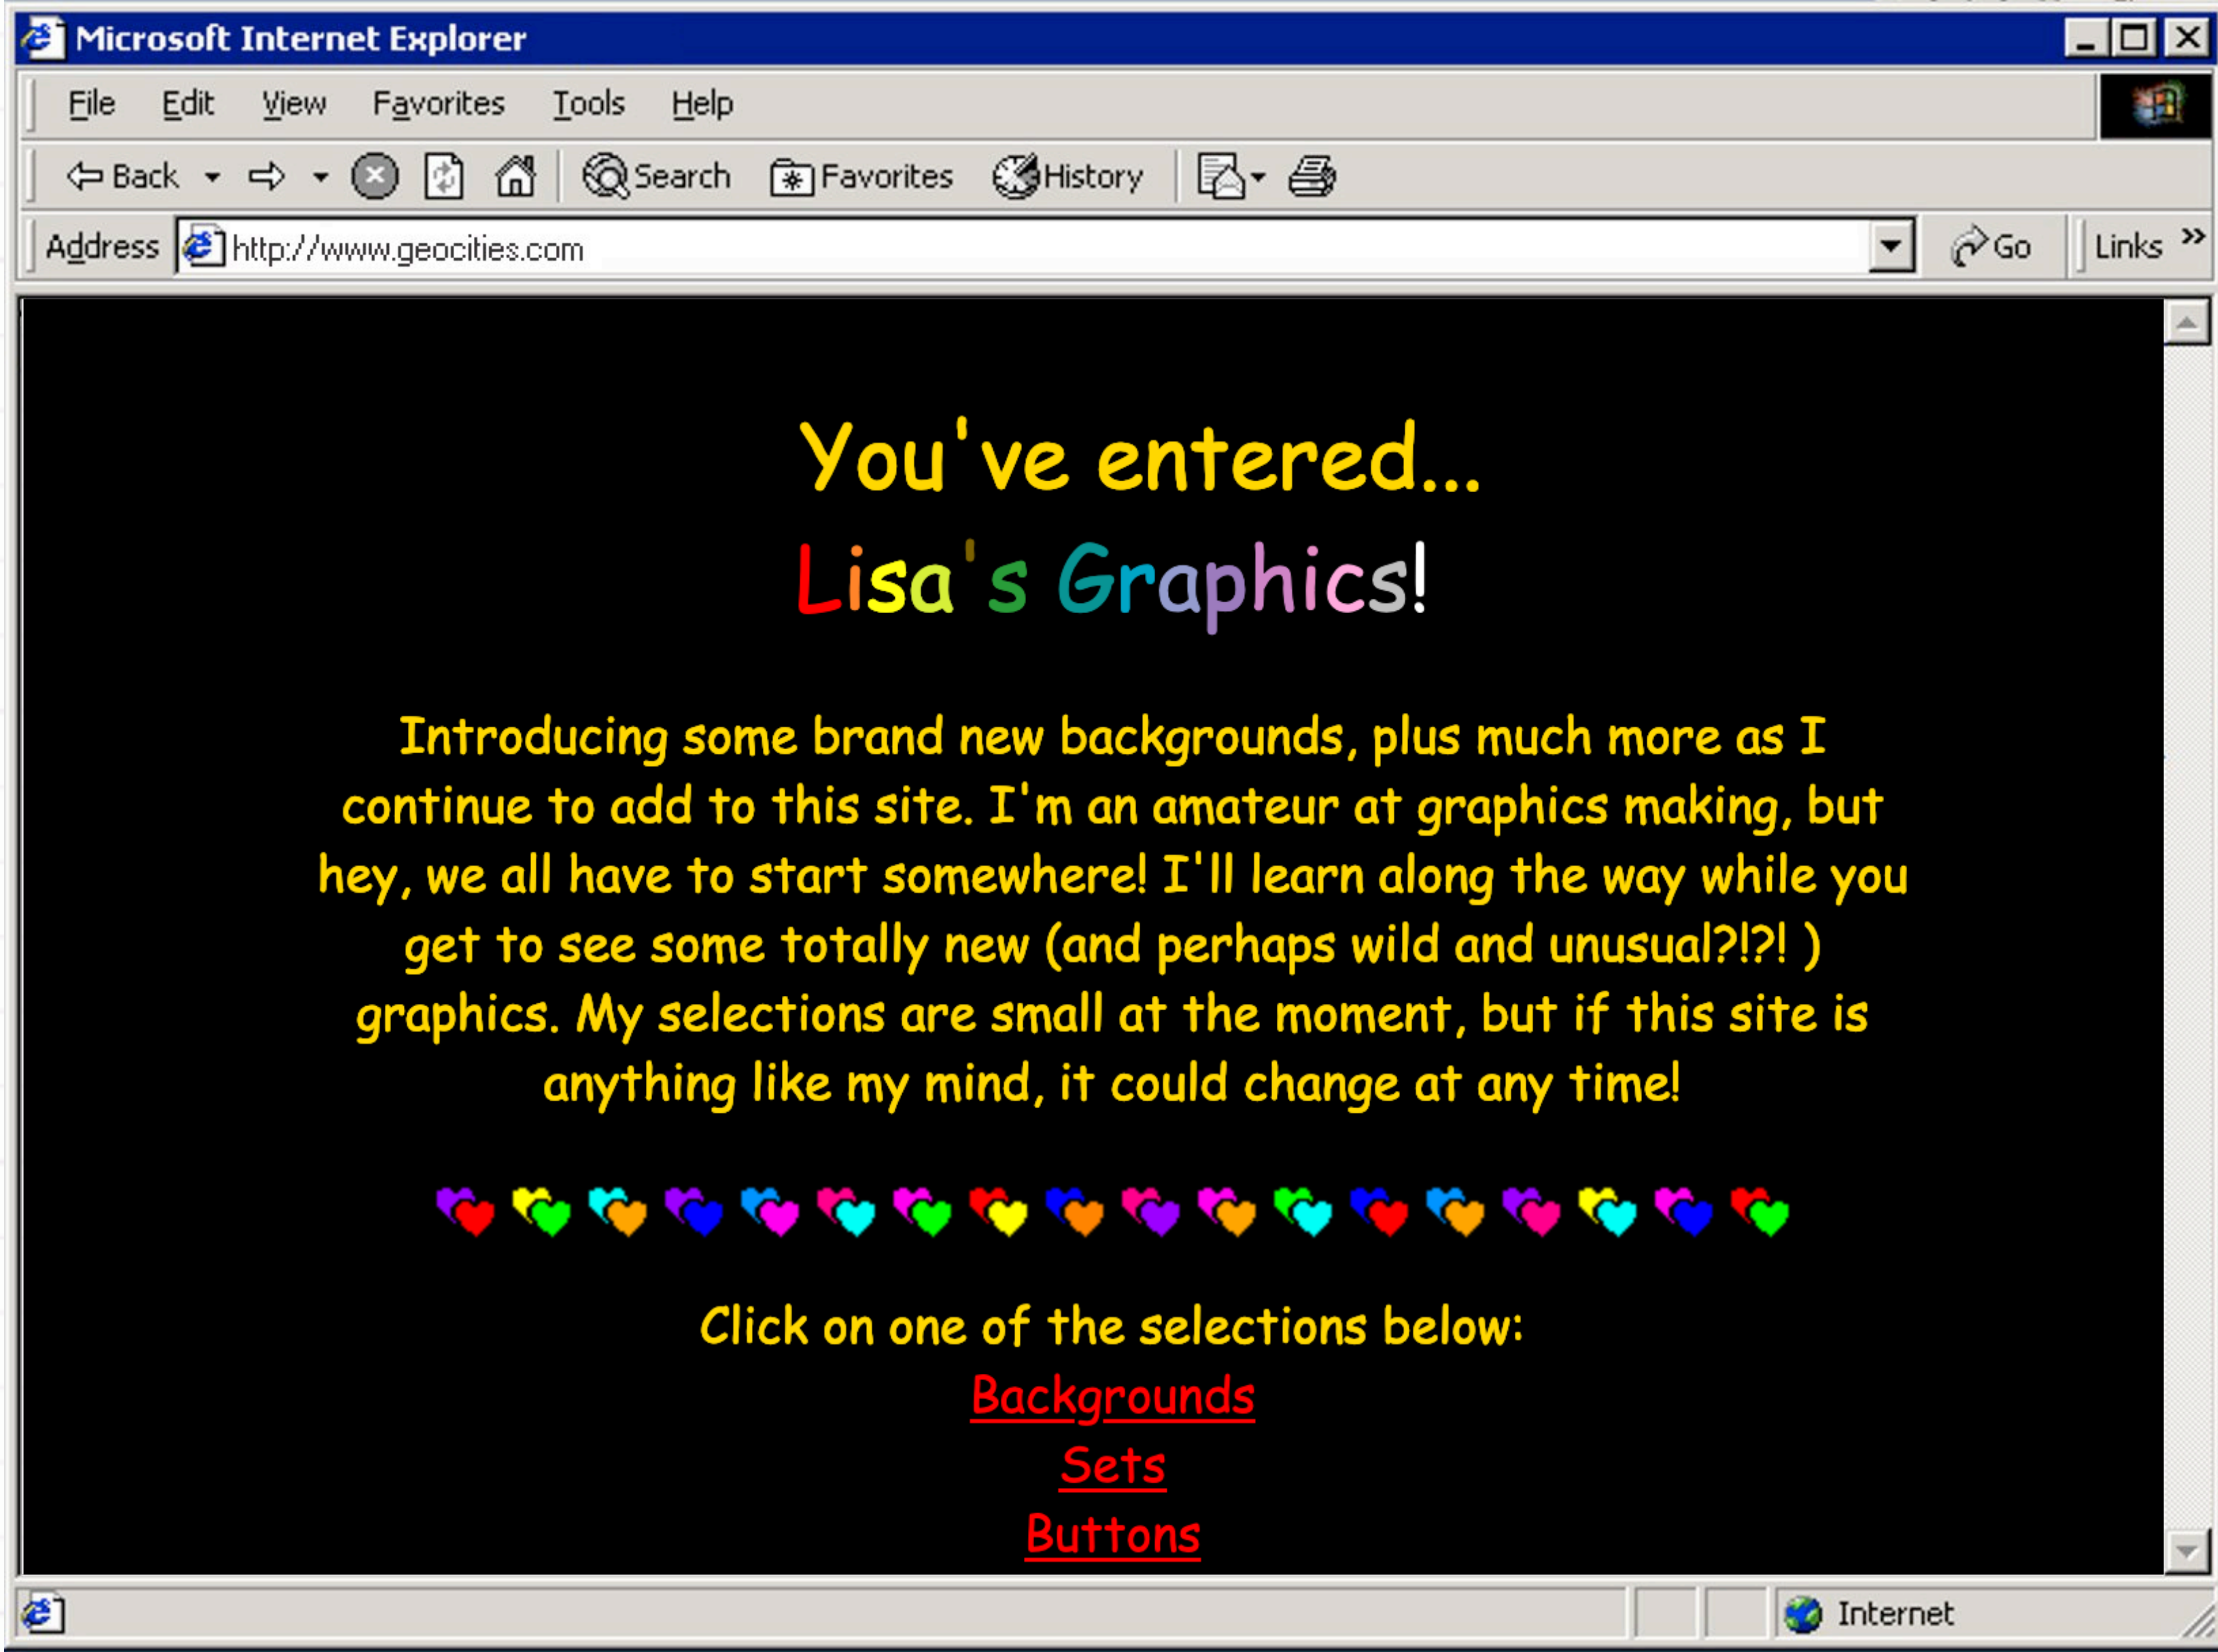 Microsoft Internet Explorer
File Edit View Favorites Tools Help
Back Search Favorites History
Address http://www.geocities.com Go Links »
You've entered...
Lisa's Graphics!
Introducing some brand new backgrounds, plus much more as I
continue to add to this site. I'm an amateur at graphics making, but
hey, we all have to start somewhere! I'll learn along the way while you
get to see some totally new (and perhaps wild and unusual?!?! )
graphics. My selections are small at the moment, but if this site is
anything like my mind, it could change at any time!
Click on one of the selections below:
Backgrounds
Sets
Buttons
Internet